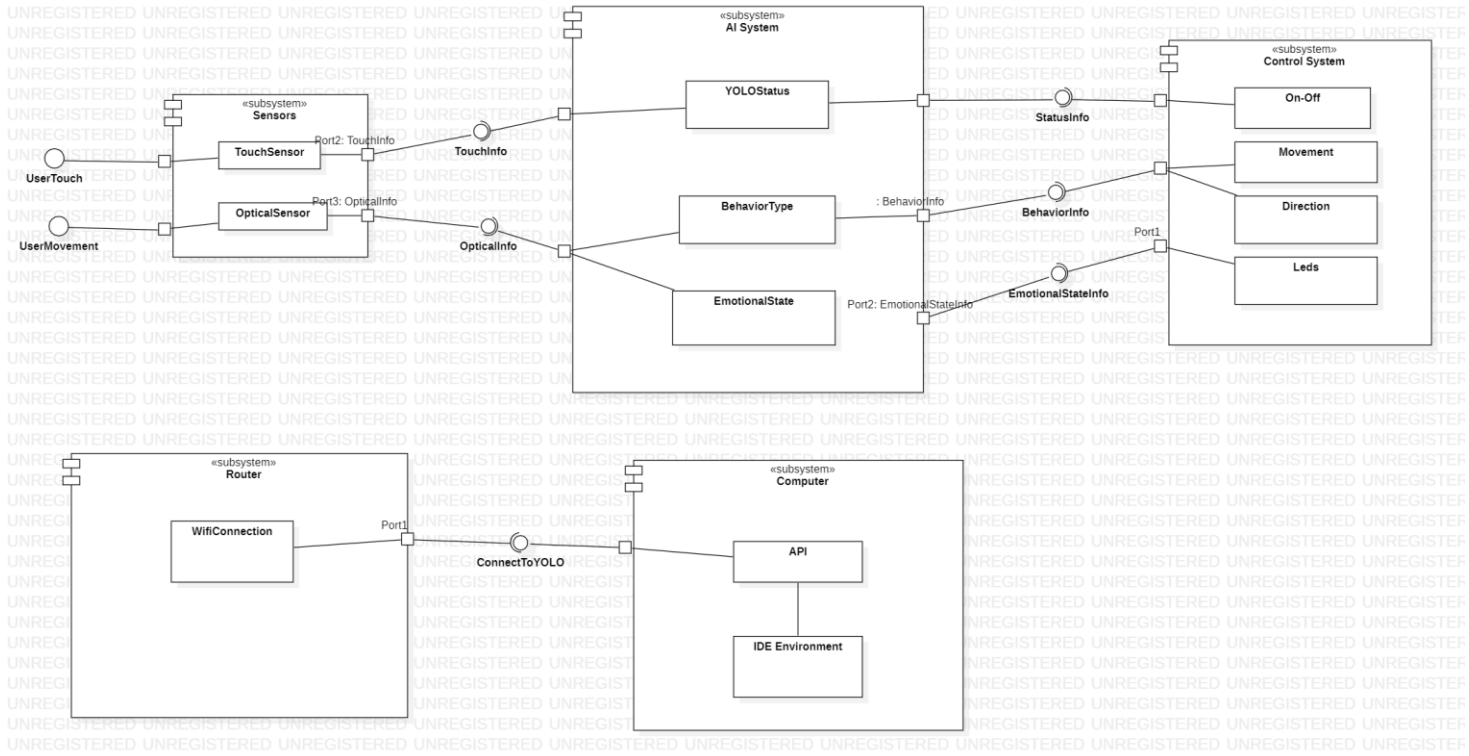 «subsystem»
AI System
YOLOStatus
BehaviorType
EmotionalState
: BehaviorInfo
Port2: EmotionalStateInfo
«subsystem»
Sensors
TouchSensor
OpticalSensor
Port2: TouchInfo
Port3: OpticalInfo
UserTouch
UserMovement
TouchInfo
OpticalInfo
«subsystem»
Control System
On-Off
Movement
Direction
Leds
Port1
StatusInfo
BehaviorInfo
EmotionalStateInfo
«subsystem»
Router
WifiConnection
Port1
ConnectToYOLO
«subsystem»
Computer
API
IDE Environment
UNREGISTERED